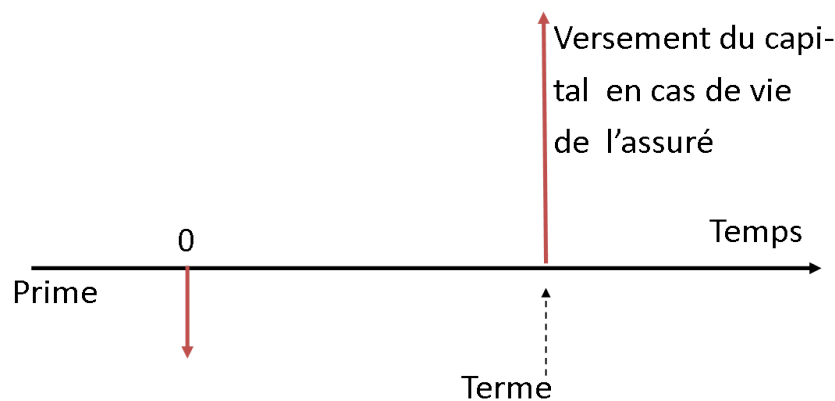 Versement du capi-
tal en cas de vie
de l’assuré
0
Temps
Prime
Terme